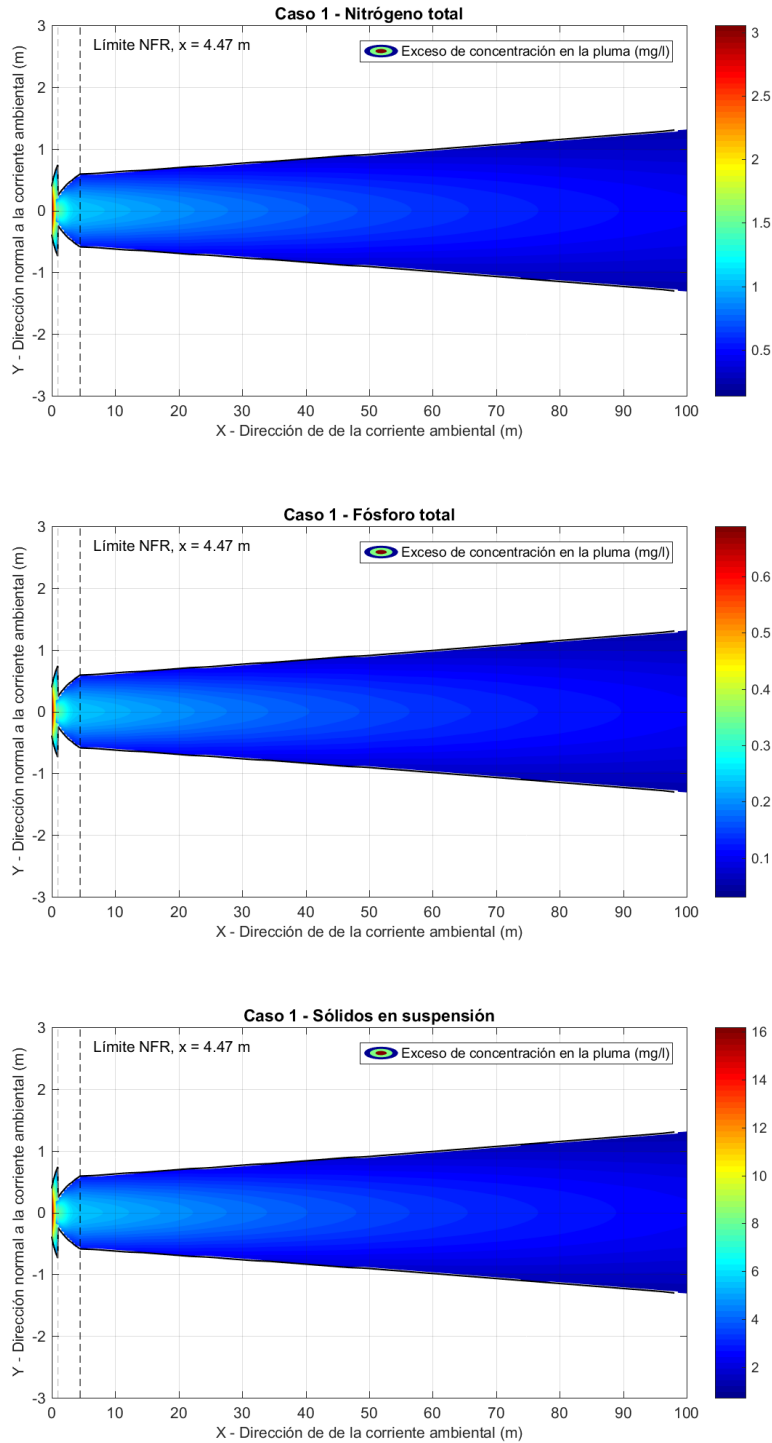 Caso 1 - Nitrógeno total
Límite NFR, x = 4.47 m
Exceso de concentración en la pluma (mg/l)
Y - Dirección normal a la corriente ambiental (m)
3
2
1
0
-1
-2
-3
0 10 20 30 40 50 60 70 80 90 100
X - Dirección de de la corriente ambiental (m)
3
2.5
2
1.5
1
0.5
Caso 1 - Fósforo total
Límite NFR, x = 4.47 m
Exceso de concentración en la pluma (mg/l)
Y - Dirección normal a la corriente ambiental (m)
3
2
1
0
-1
-2
-3
0 10 20 30 40 50 60 70 80 90 100
X - Dirección de de la corriente ambiental (m)
0.6
0.5
0.4
0.3
0.2
0.1
Caso 1 - Sólidos en suspensión
Límite NFR, x = 4.47 m
Exceso de concentración en la pluma (mg/l)
Y - Dirección normal a la corriente ambiental (m)
3
2
1
0
-1
-2
-3
0 10 20 30 40 50 60 70 80 90 100
X - Dirección de de la corriente ambiental (m)
16
14
12
10
8
6
4
2